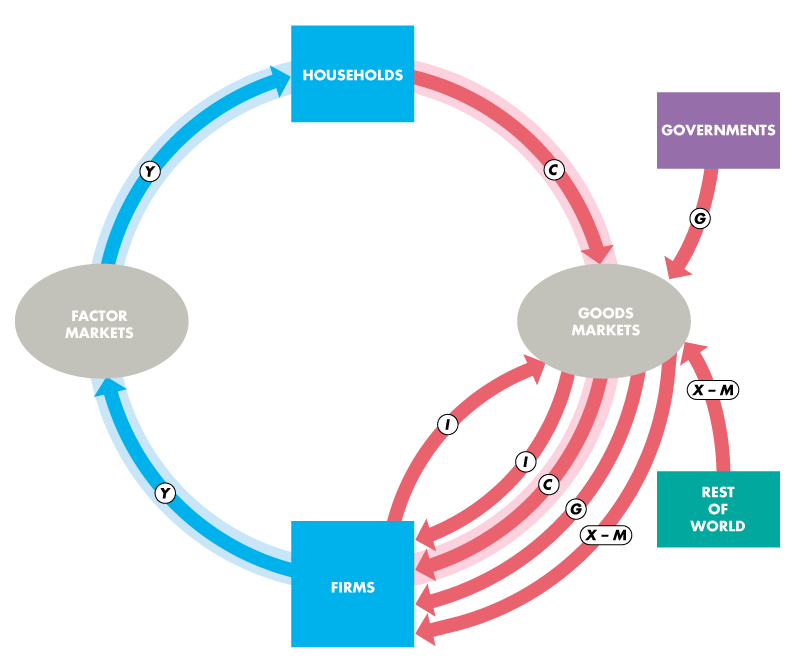 HOUSEHOLDS
GOVERNMENTS
Y
C
G
FACTOR
MARKETS
GOODS
MARKETS
X – M
I
I
C
Y
G
X – M
REST
OF
WORLD
FIRMS